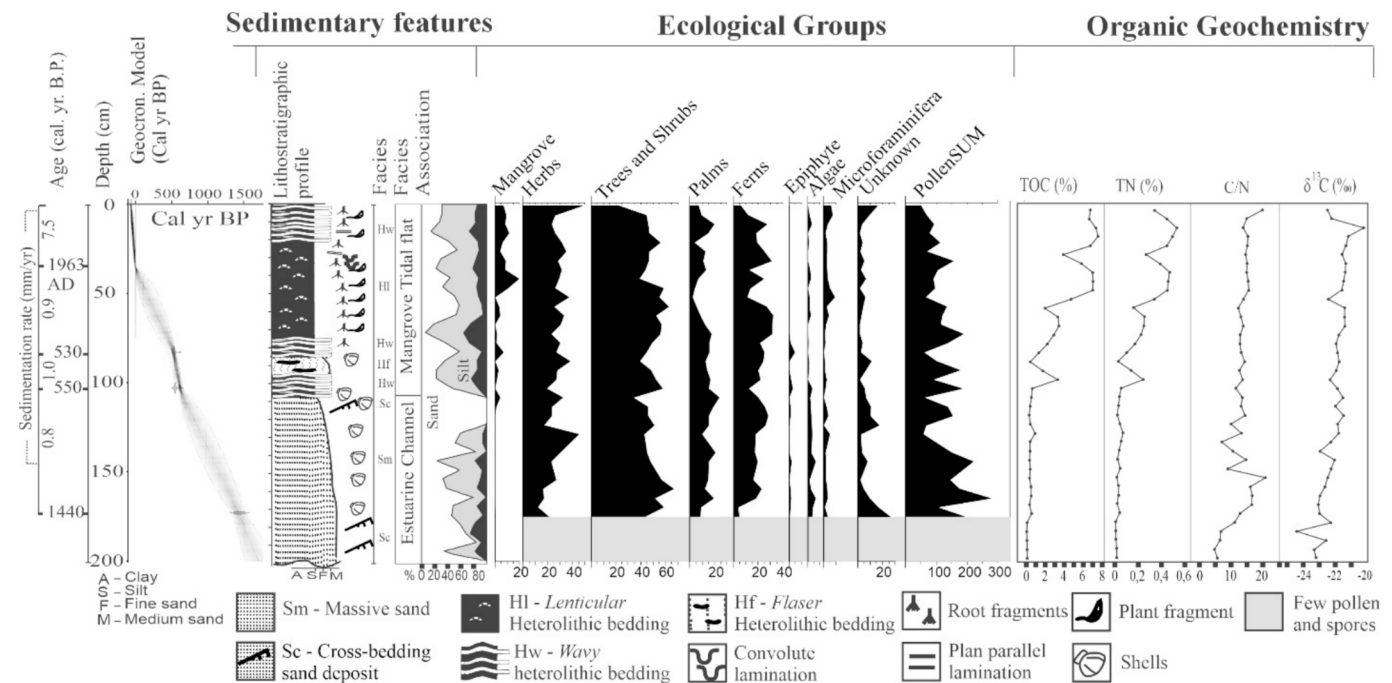 Sedimentary features
Ecological Groups
Organic Geochemistry
Age (cal. yr. B.P.)
Depth (cm)
Geocron. Model
(Cal yr BP)
0 500 1000 1500
Cal yr BP
Lithostratigraphic
profile
Facies
Facies
Association
Mangrove
Herbs
Trees and Shrubs
Palms
Ferns
Epiphyte
Algae
Microforaminifera
Unknown
PollenSUM
TOC (%)
TN (%)
C/N
δ13C (‰)
Sedimentation rate (mm/yr)
7.5
0.9
1.0
0.8
1963
AD
530
550
1440
0
50
100
150
200
Hw
Hl
Hw
Hf
Hw
Sc
Sm
Sc
Mangrove Tidal flat
Estuarine Channel
Sand
Silt
A S F M
% 0 20 40 60 80
20
20 40
20 40 60
20
20 40
20
100 200 300
0 2 4 6 8
0 0,2 0,4 0,6
0 10 20
-24 -22 -20
A – Clay
S – Silt
F – Fine sand
M – Medium sand
Sm - Massive sand
Hl - Lenticular
Heterolithic bedding
Hf - Flaser
Heterolithic bedding
Root fragments
Plant fragment
Few pollen
and spores
Sc - Cross-bedding
sand deposit
Hw - Wavy
heterolithic bedding
Convolute
lamination
Plan parallel
lamination
Shells